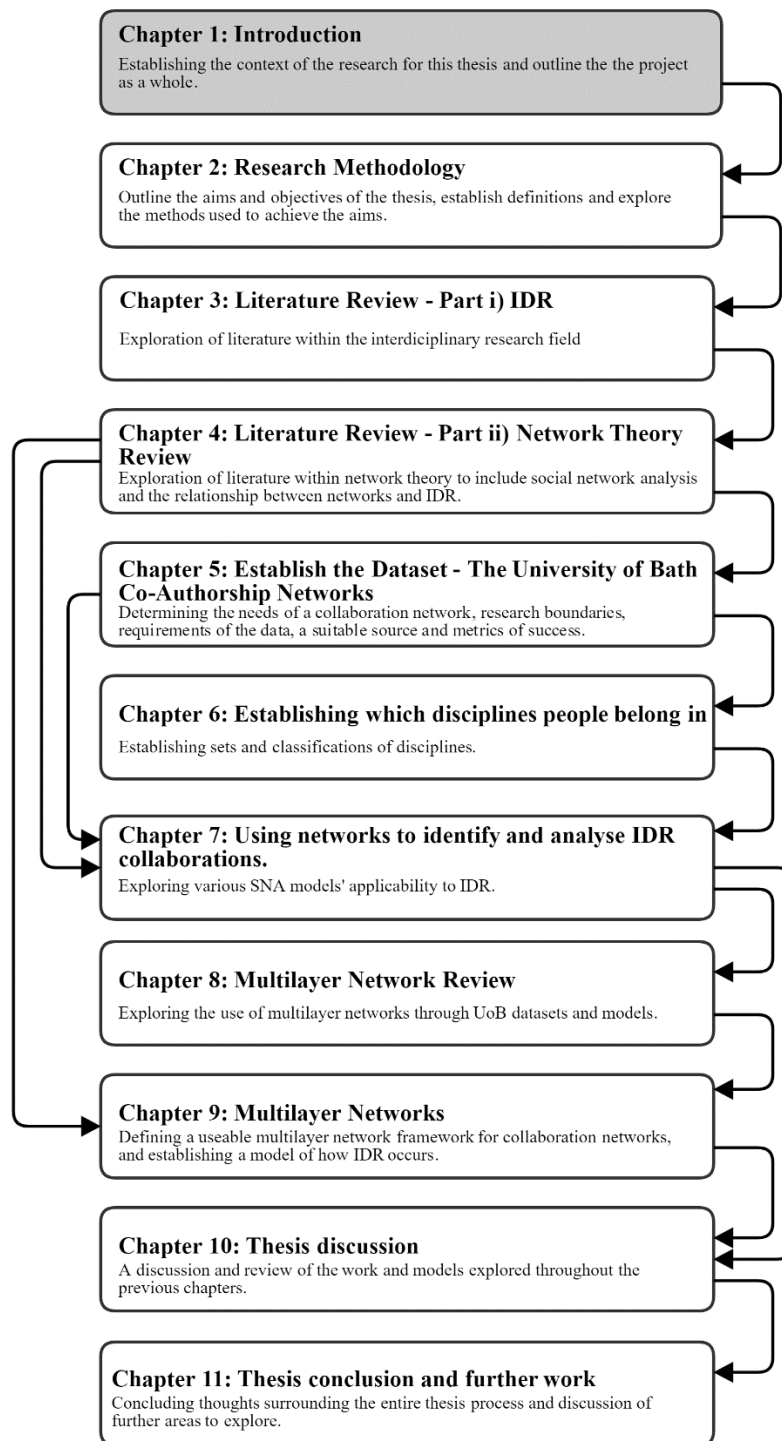 Chapter 1: Introduction
Establishing the context of the research for this thesis and outline the the project
as a whole.
Chapter 2: Research Methodology
Outline the aims and objectives of the thesis, establish definitions and explore
the methods used to achieve the aims.
Chapter 3: Literature Review - Part i) IDR
Exploration of literature within the interdiciplinary research field
Chapter 4: Literature Review - Part ii) Network Theory
Review
Exploration of literature within network theory to include social network analysis
and the relationship between networks and IDR.
Chapter 5: Establish the Dataset - The University of Bath
Co-Authorship Networks
Determining the needs of a collaboration network, research boundaries,
requirements of the data, a suitable source and metrics of success.
Chapter 6: Establishing which disciplines people belong in
Establishing sets and classifications of disciplines.
Chapter 7: Using networks to identify and analyse IDR
collaborations.
Exploring various SNA models' applicability to IDR.
Chapter 8: Multilayer Network Review
Exploring the use of multilayer networks through UoB datasets and models.
Chapter 9: Multilayer Networks
Defining a useable multilayer network framework for collaboration networks,
and establishing a model of how IDR occurs.
Chapter 10: Thesis discussion
A discussion and review of the work and models explored throughout the
previous chapters.
Chapter 11: Thesis conclusion and further work
Concluding thoughts surrounding the entire thesis process and discussion of
further areas to explore.